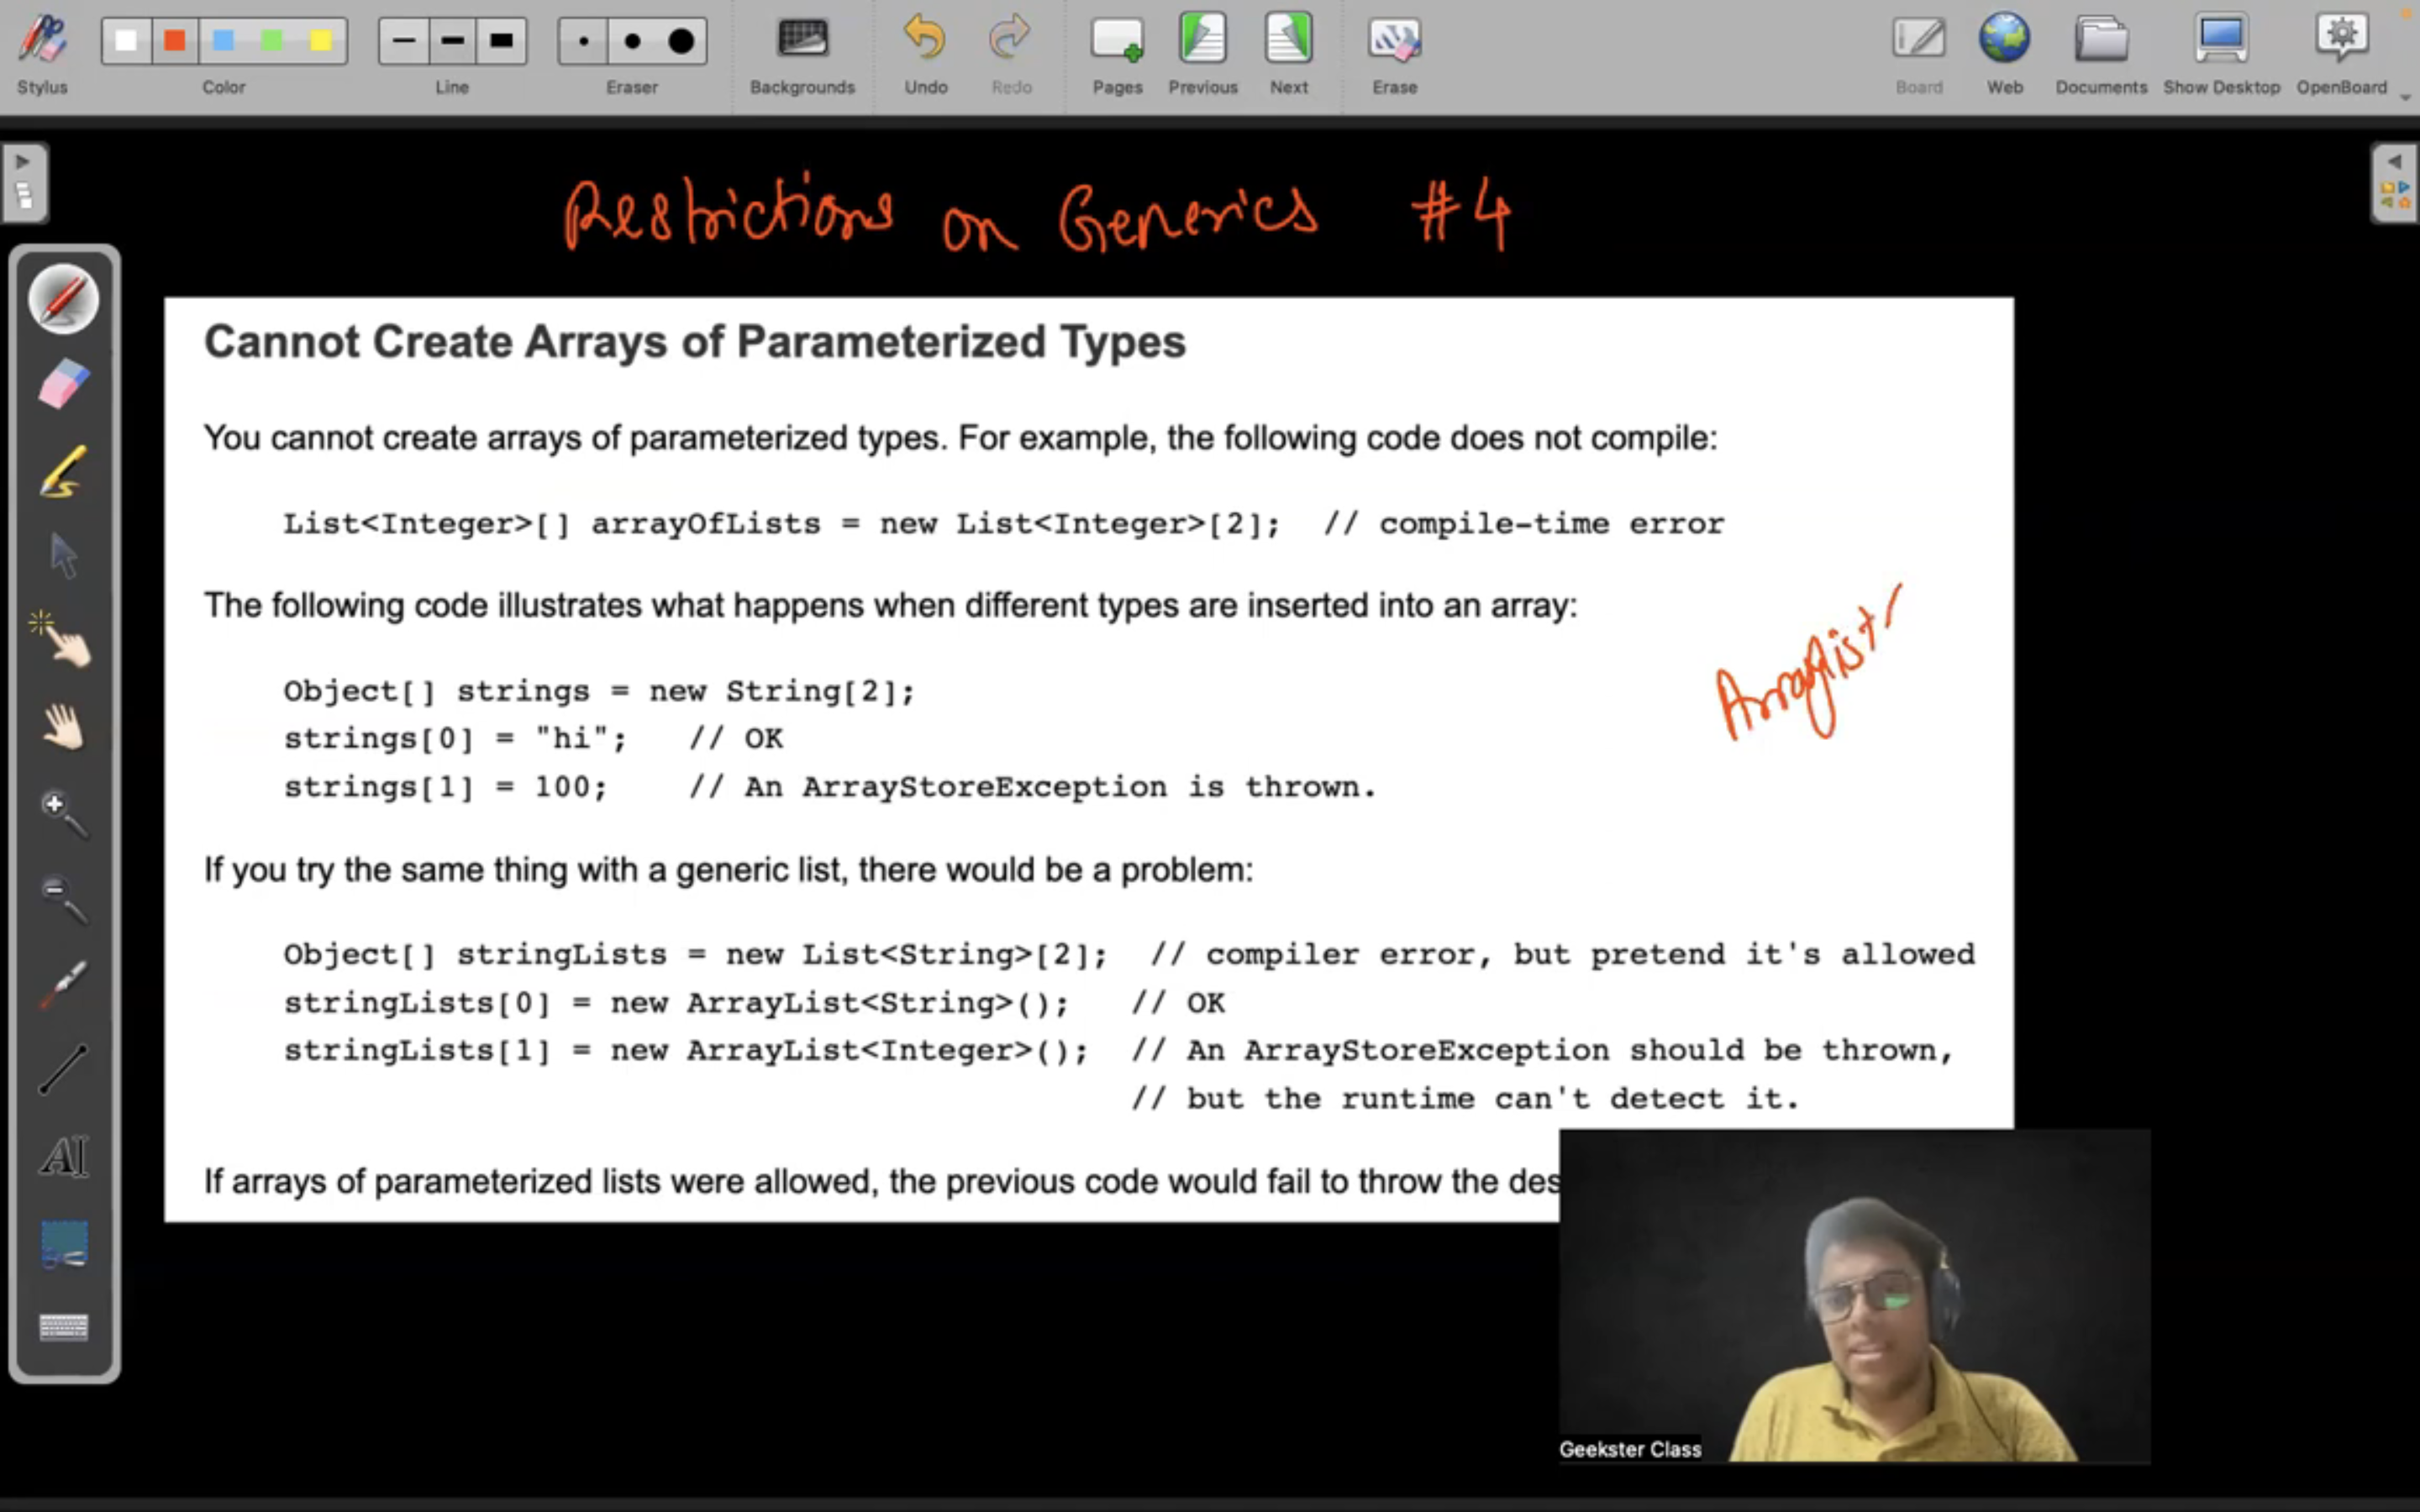 Stylus
Color
Line
Eraser
Backgrounds
Undo
Redo
Pages
Previous
Next
Erase
Board
Web
Documents
Show Desktop
OpenBoard
Restrictions on Generics #4
Cannot Create Arrays of Parameterized Types
You cannot create arrays of parameterized types. For example, the following code does not compile:
List<Integer>[] arrayOfLists = new List<Integer>[2];  // compile-time error
The following code illustrates what happens when different types are inserted into an array:
Arraylist
Object[] strings = new String[2];
strings[0] = "hi";   // OK
strings[1] = 100;    // An ArrayStoreException is thrown.
If you try the same thing with a generic list, there would be a problem:
Object[] stringLists = new List<String>[2];  // compiler error, but pretend it's allowed
stringLists[0] = new ArrayList<String>();   // OK
stringLists[1] = new ArrayList<Integer>();  // An ArrayStoreException should be thrown,
// but the runtime can't detect it.
If arrays of parameterized lists were allowed, the previous code would fail to throw the des
AI
Geekster Class